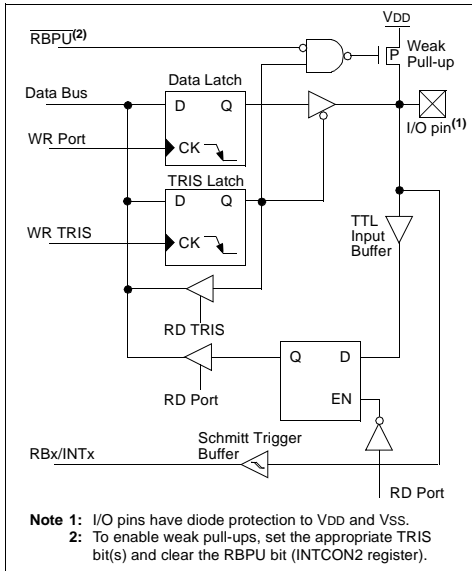 VDD
RBPU(2)
Weak
Pull-up
P
Data Latch
Data Bus
D Q
I/O pin(1)
WR Port
CK
TRIS Latch
D Q
TTL
Input
Buffer
WR TRIS
CK
RD TRIS
Q D
RD Port
EN
Schmitt Trigger
Buffer
RBx/INTx
RD Port
Note 1: I/O pins have diode protection to VDD and VSS.
2: To enable weak pull-ups, set the appropriate TRIS
bit(s) and clear the RBPU bit (INTCON2 register).